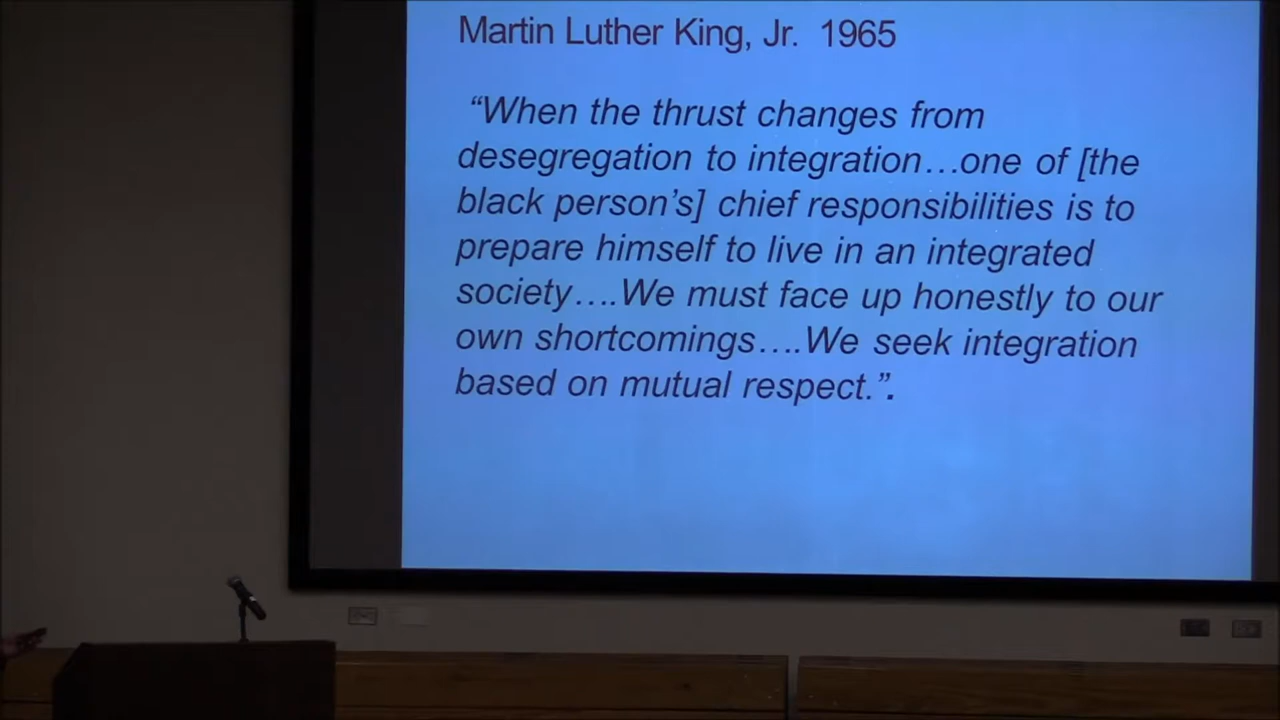 Martin Luther King, Jr. 1965
“When the thrust changes from
desegregation to integration…one of [the
black person’s] chief responsibilities is to
prepare himself to live in an integrated
society….We must face up honestly to our
own shortcomings….We seek integration
based on mutual respect.”.